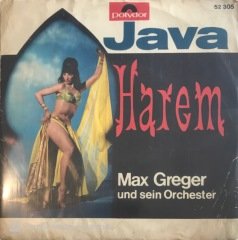 Polydor
52 305
Java
Harem
Max Greger
und sein Orchester